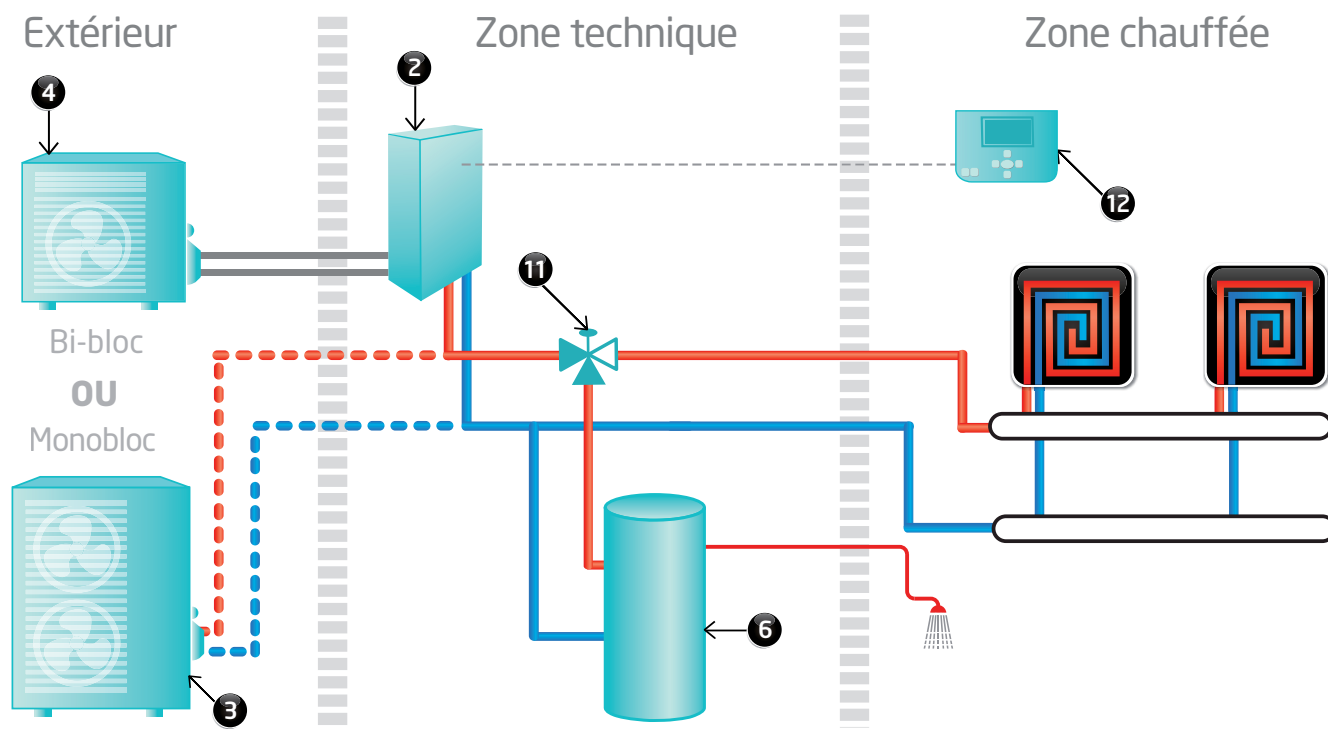 Extérieur
Zone technique
Zone chauffée
2
4
12
11
Bi-bloc
OU
Monobloc
6
3